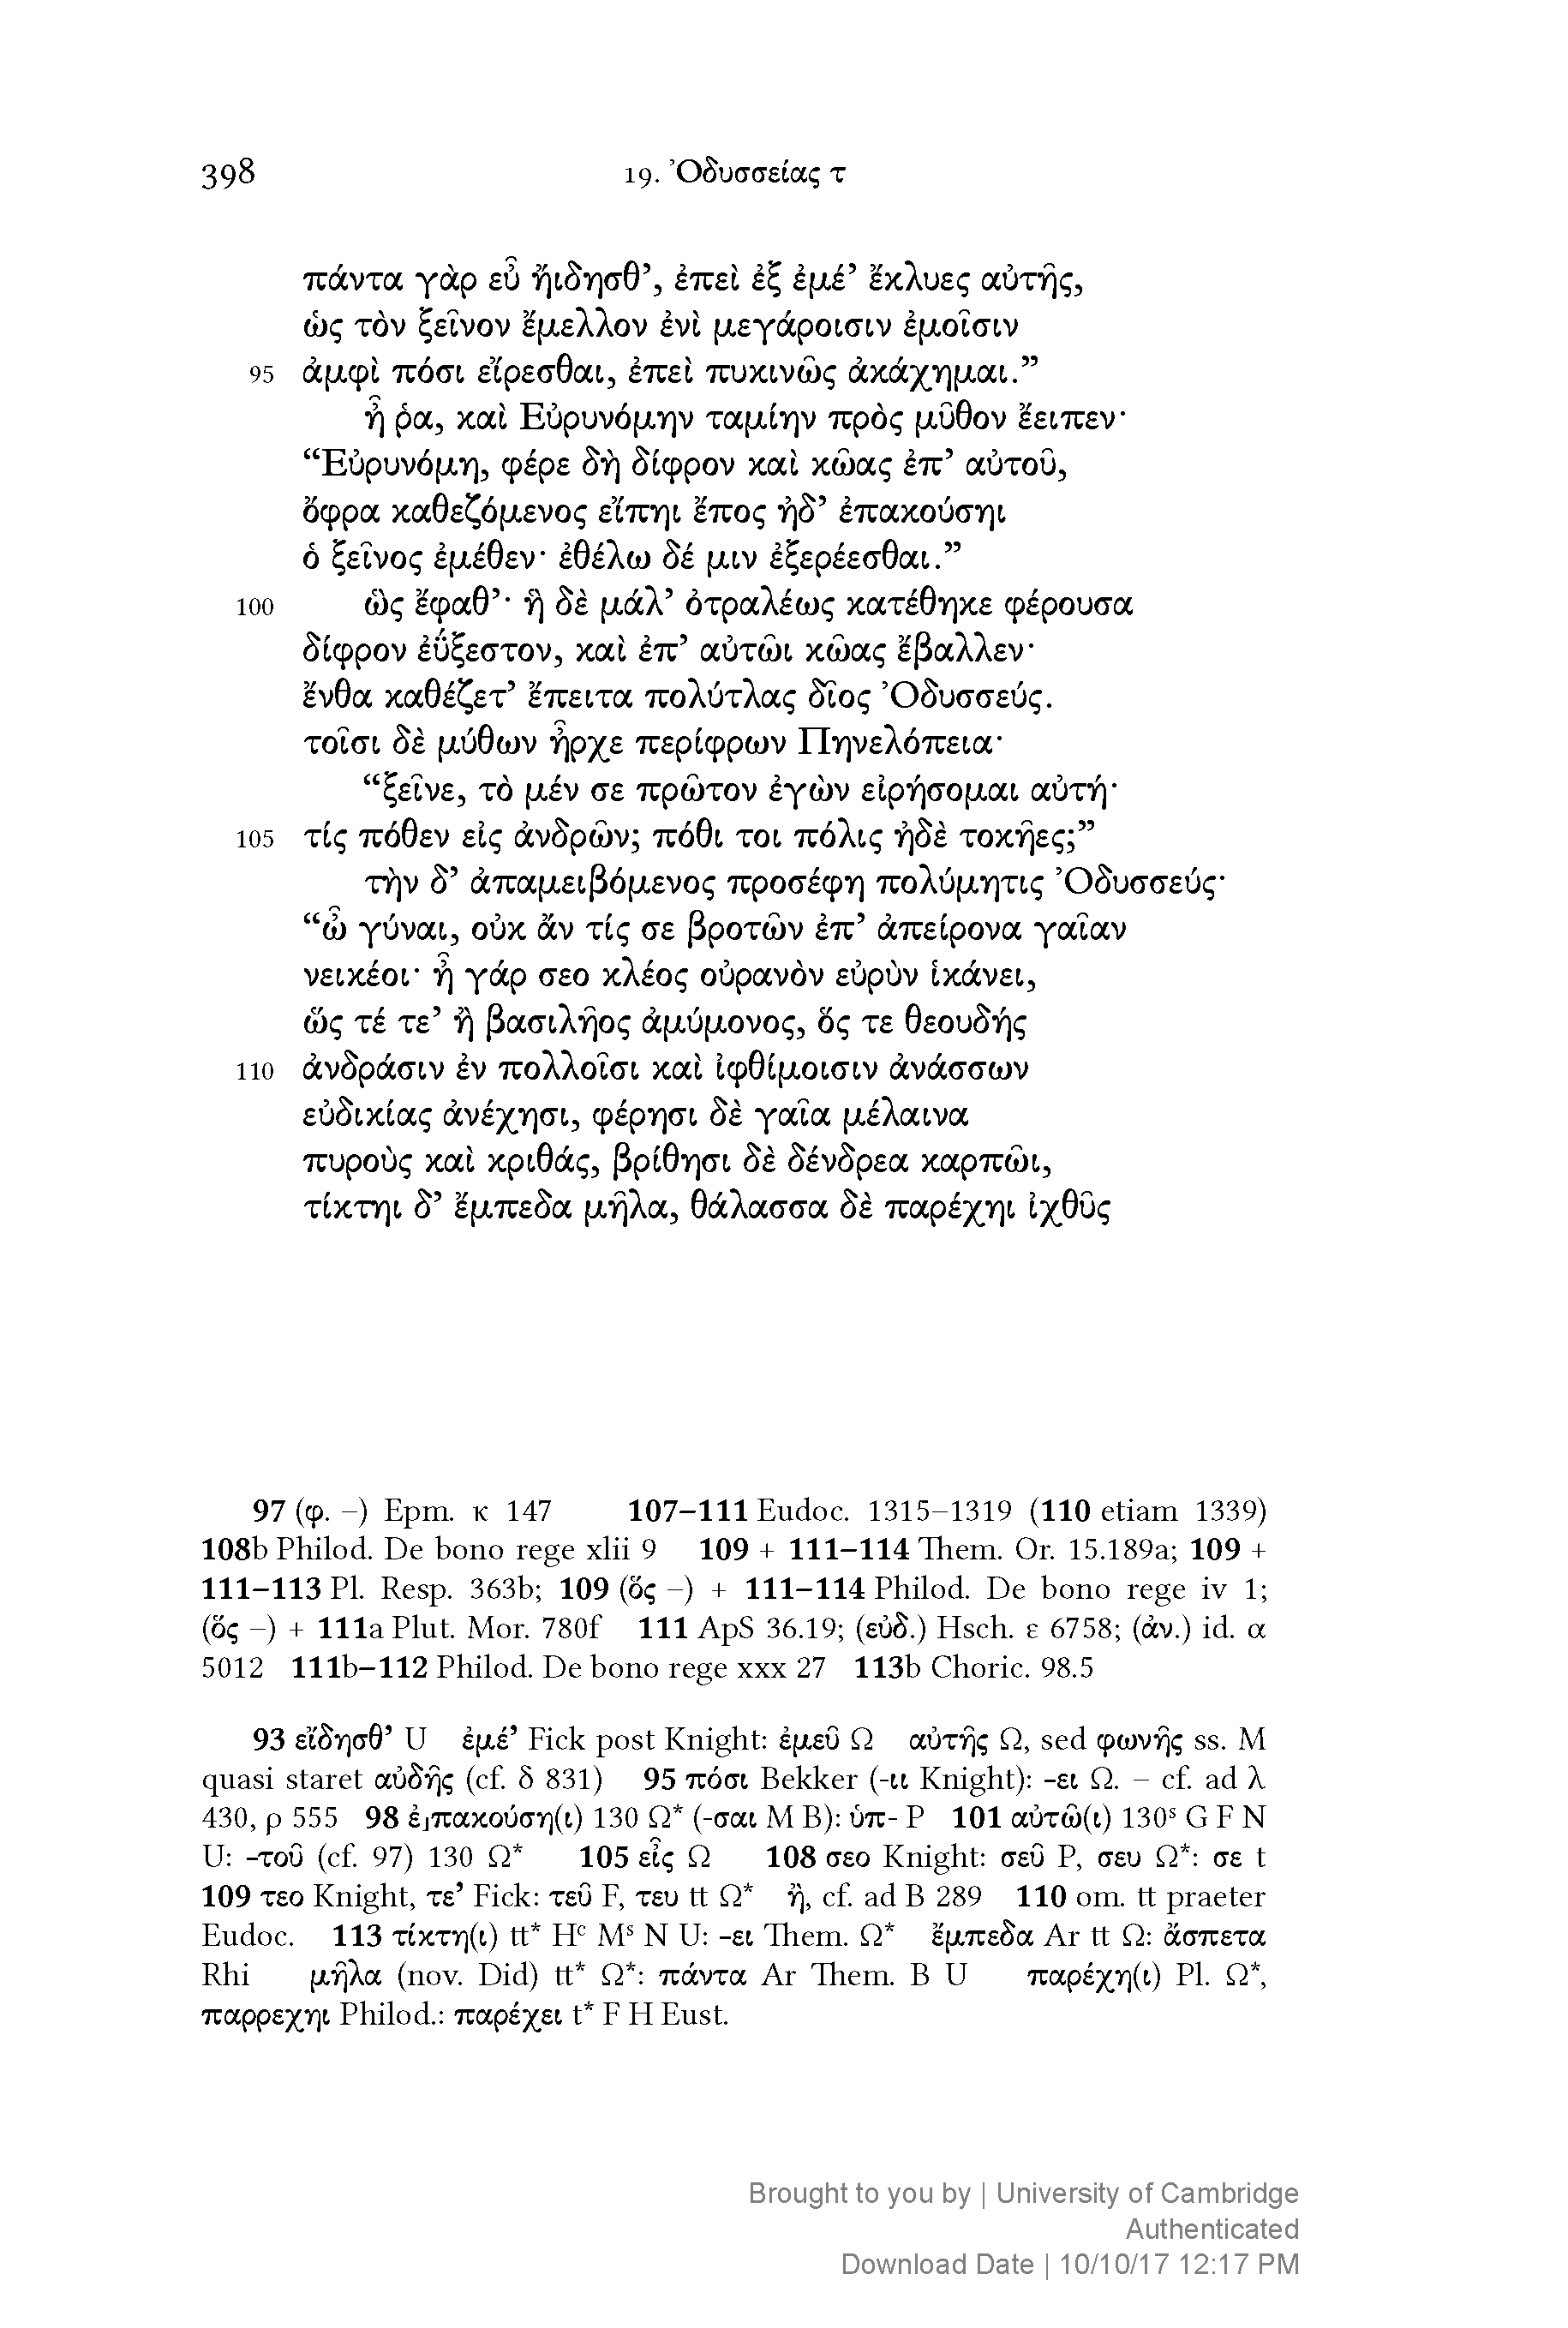 398 19. Ὀδυσσείας τ
πάντα γὰρ εὖ ἤιδησθ’, ἐπεὶ ἐξ ἐμέ’ ἔκλυες αὐτῆς,
ὡς τὸν ξεῖνον ἔμελλον ἐνὶ μεγάροισιν ἐμοῖσιν
95 ἀμφὶ πόσι εἴρεσθαι, ἐπεὶ πυκινῶς ἀκάχημαι.”
ἦ ῥα, καὶ Εὐρυνόμην ταμίην πρὸς μῦθον ἔειπεν·
“Εὐρυνόμη, φέρε δὴ δίφρον καὶ κῶας ἐπ’ αὐτοῦ,
ὄφρα καθεζόμενος εἴπηι ἔπος ἠδ’ ἐπακούσηι
ὁ ξεῖνος ἐμέθεν· ἐθέλω δέ μιν ἐξερέεσθαι.”
100 ὣς ἔφαθ’· ἣ δὲ μάλ’ ὀτραλέως κατέθηκε φέρουσα
δίφρον ἐΰξεστον, καὶ ἐπ’ αὐτῶι κῶας ἔβαλλεν·
ἔνθα καθέζετ’ ἔπειτα πολύτλας δῖος Ὀδυσσεύς.
τοῖσι δὲ μύθων ἦρχε περίφρων Πηνελόπεια·
“ξεῖνε, τὸ μέν σε πρῶτον ἐγὼν εἰρήσομαι αὐτή·
105 τίς πόθεν εἰς ἀνδρῶν; πόθι τοι πόλις ἠδὲ τοκῆες;”
τὴν δ’ ἀπαμειβόμενος προσέφη πολύμητις Ὀδυσσεύς·
“ὦ γύναι, οὐκ ἄν τίς σε βροτῶν ἐπ’ ἀπείρονα γαῖαν
νεικέοι· ἦ γάρ σεο κλέος οὐρανὸν εὐρὺν ἱκάνει,
ὥς τέ τε’ ἢ βασιλῆος ἀμύμονος, ὅς τε θεουδής
110 ἀνδράσιν ἐν πολλοῖσι καὶ ἰφθίμοισιν ἀνάσσων
εὐδικίας ἀνέχησι, φέρησι δὲ γαῖα μέλαινα
πυροὺς καὶ κριθάς, βρίθησι δὲ δένδρεα καρπῶι,
τίκτηι δ’ ἔμπεδα μῆλα, θάλασσα δὲ παρέχηι ἰχθῦς
97 (φ. –) Epm. κ 147 107–111 Eudoc. 1315–1319 (110 etiam 1339)
108b Philod. De bono rege xlii 9 109 + 111–114 Them. Or. 15.189a; 109 +
111–113 Pl. Resp. 363b; 109 (ὅς –) + 111–114 Philod. De bono rege iv 1;
(ὅς –) + 111a Plut. Mor. 780f 111 ApS 36.19; (εὐδ.) Hsch. ε 6758; (ἀν.) id. α
5012 111b–112 Philod. De bono rege xxx 27 113b Choric. 98.5
93 εἴδησθ’ U ἐμέ’ Fick post Knight: ἐμεῦ Ω αὐτῆς Ω, sed φωνῆς ss. M
quasi staret αὐδῆς (cf. δ 831) 95 πόσι Bekker (-ιι Knight): -ει Ω. – cf. ad λ
430, ρ 555 98 ἐ⌋πακούση(ι) 130 Ω* (-σαι M B): ὑπ- P 101 αὐτῶ(ι) 130ˢ G F N
U: -τοῦ (cf. 97) 130 Ω* 105 εἶς Ω 108 σεο Knight: σεῦ P, σευ Ω*: σε t
109 τεο Knight, τε’ Fick: τεῦ F, τευ tt Ω* ἤ, cf. ad B 289 110 om. tt praeter
Eudoc. 113 τίκτη(ι) tt* Hᶜ Mˢ N U: -ει Them. Ω* ἔμπεδα Ar tt Ω: ἄσπετα
Rhi μῆλα (nov. Did) tt* Ω*: πάντα Ar Them. B U παρέχη(ι) Pl. Ω*,
παρρεχηι Philod.: παρέχει t* F H Eust.
Brought to you by | University of Cambridge
Authenticated
Download Date | 10/10/17 12:17 PM